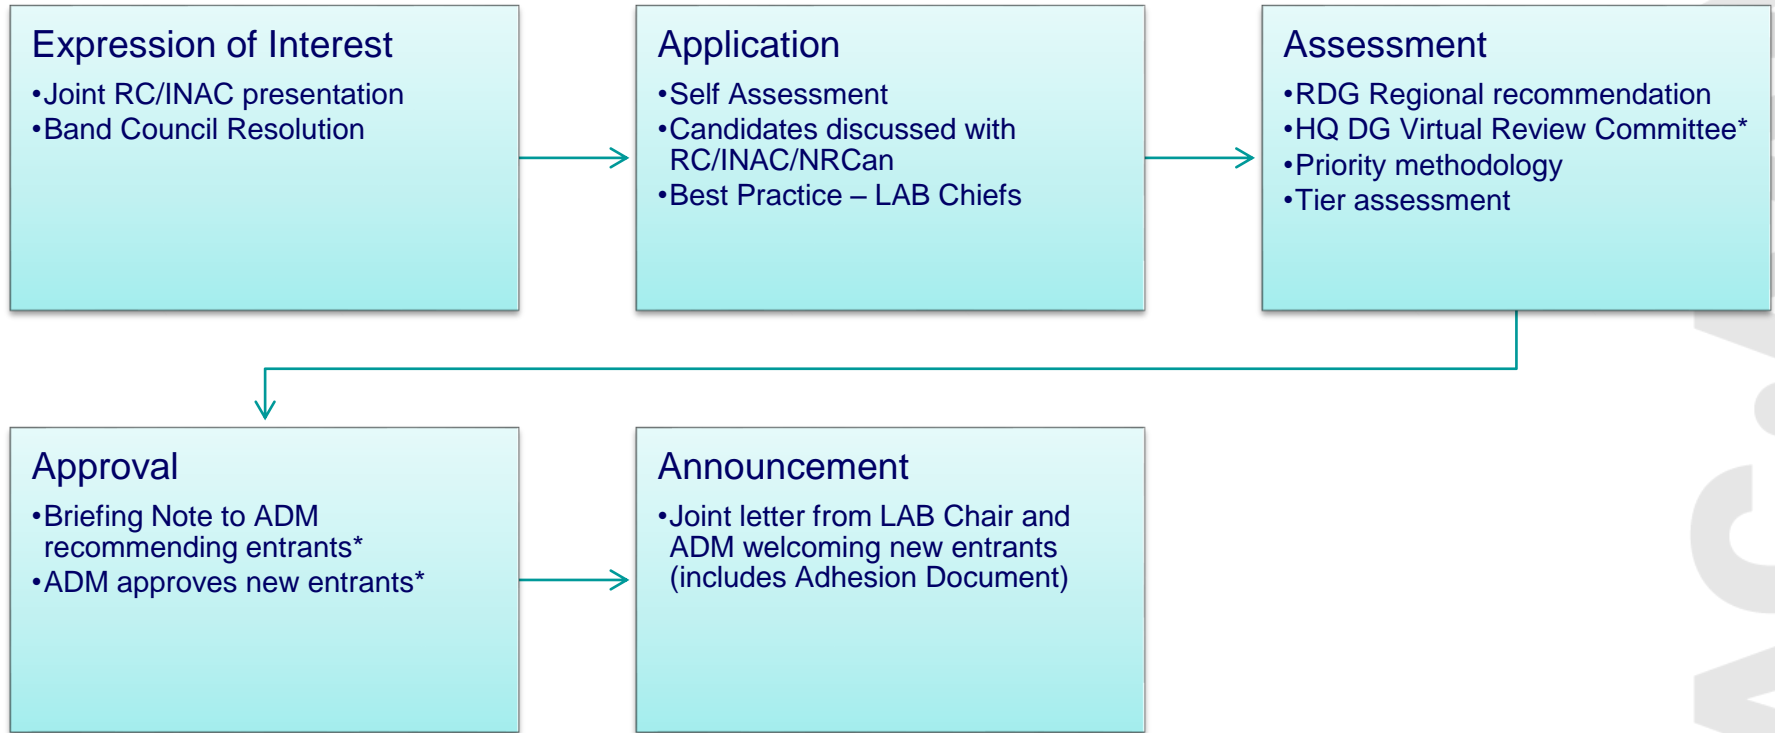 Expression of Interest
•Joint RC/INAC presentation
•Band Council Resolution
Application
•Self Assessment
•Candidates discussed with
RC/INAC/NRCan
•Best Practice – LAB Chiefs
Assessment
•RDG Regional recommendation
•HQ DG Virtual Review Committee*
•Priority methodology
•Tier assessment
Approval
•Briefing Note to ADM
recommending entrants*
•ADM approves new entrants*
Announcement
•Joint letter from LAB Chair and
ADM welcoming new entrants
(includes Adhesion Document)